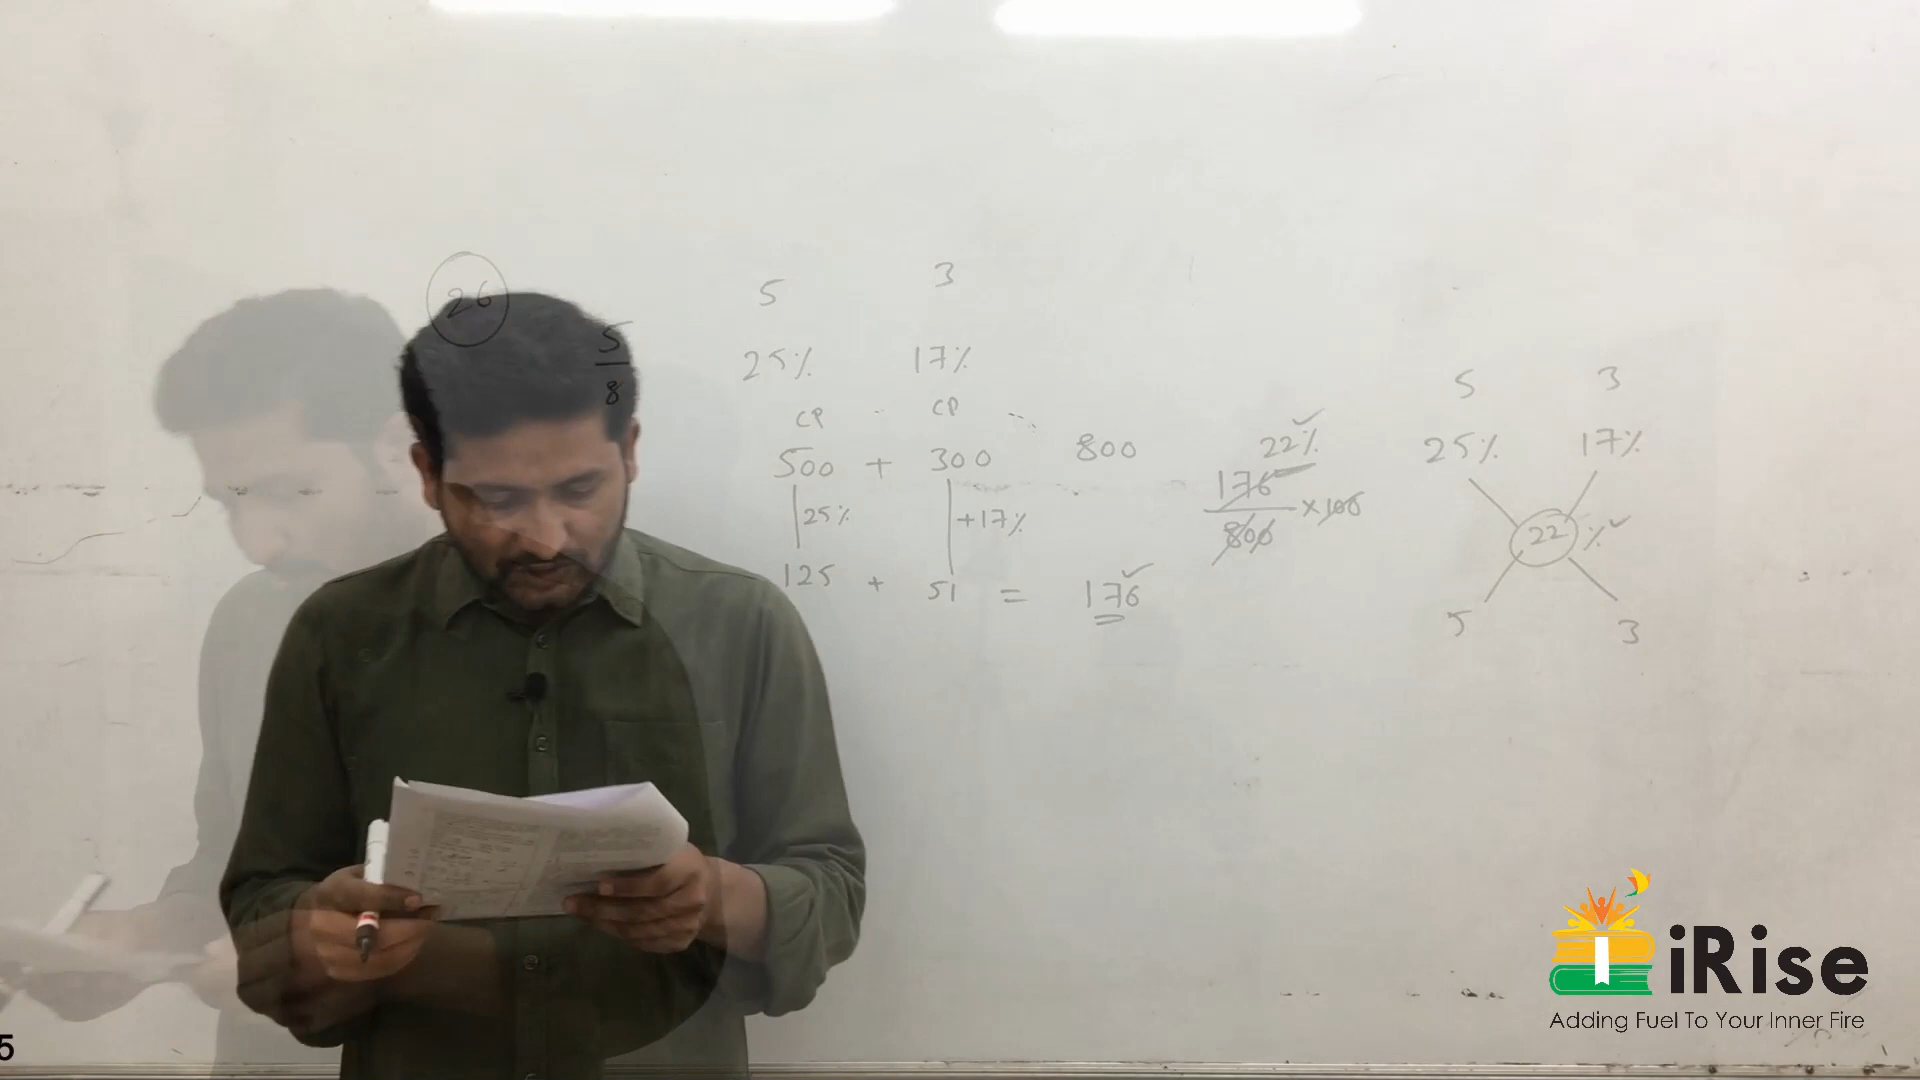 26
5
8
5 3
25% 17%
CP CP
500 + 300 800
25% +17%
125 + 51 = 176
22%
176
800 × 100
5 3
25% 17%
22 %
5 3
iRise
Adding Fuel To Your Inner Fire
5